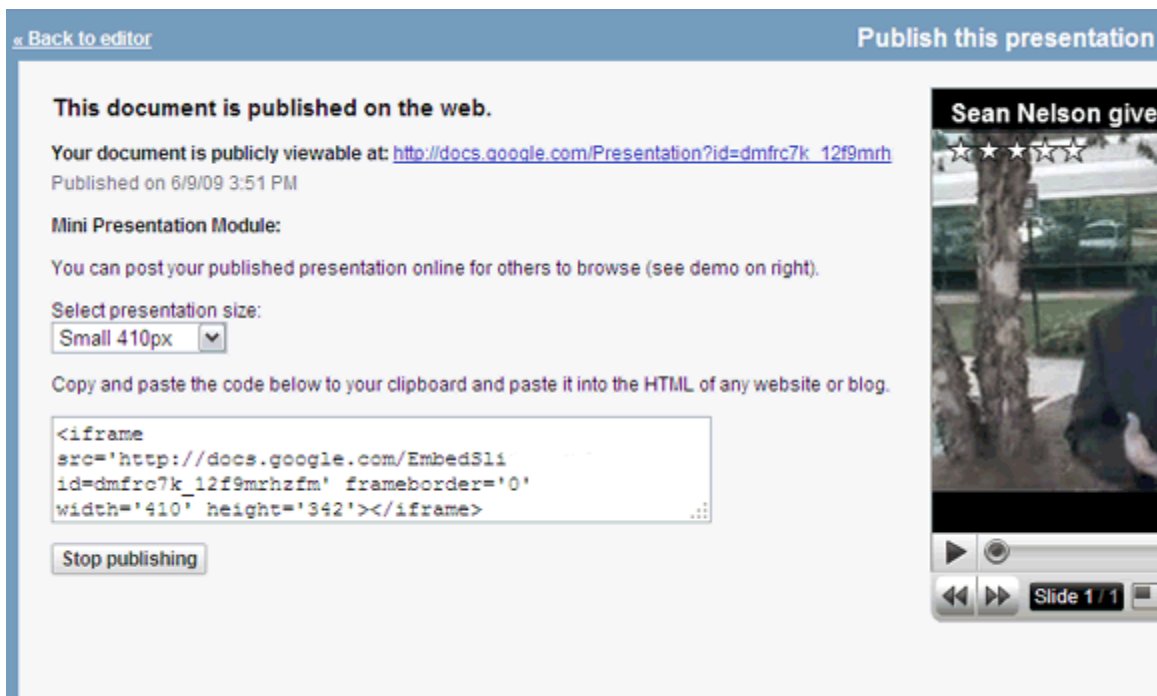 « Back to editor
Publish this presentation
This document is published on the web.
Your document is publicly viewable at: http://docs.google.com/Presentation?id=dmfrc7k_12f9mrh
Published on 6/9/09 3:51 PM
Mini Presentation Module:
You can post your published presentation online for others to browse (see demo on right).
Select presentation size:
Small 410px
Copy and paste the code below to your clipboard and paste it into the HTML of any website or blog.
<iframe
src='http://docs.google.com/EmbedSli
id=dmfrc7k_12f9mrhzfm' frameborder='0'
width='410' height='342'></iframe>
Stop publishing
Sean Nelson give
Slide 1 / 1